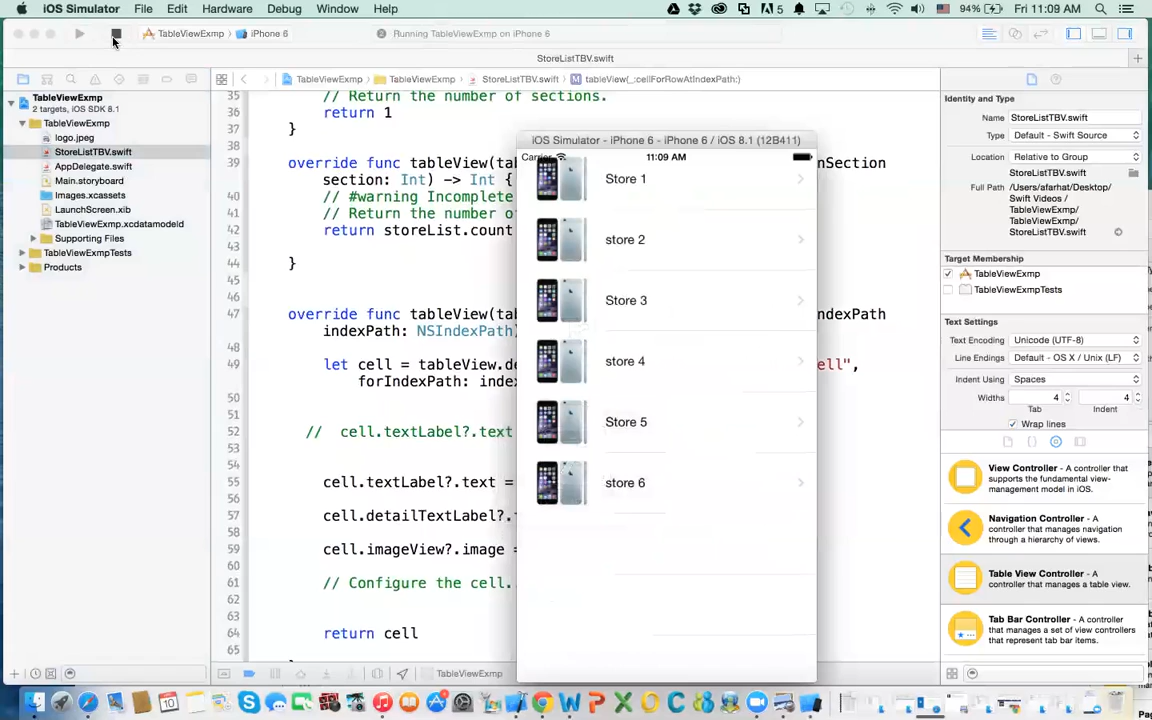 iOS Simulator File Edit Hardware Debug Window Help
5 94% Fri 11:09 AM
TableViewExmp iPhone 6 Running TableViewExmp on iPhone 6
StoreListTBV.swift
TableViewExmp TableViewExmp StoreListTBV.swift M tableView(_:cellForRowAtIndexPath:)
TableViewExmp
2 targets, iOS SDK 8.1
TableViewExmp
logo.jpeg
StoreListTBV.swift
AppDelegate.swift
Main.storyboard
Images.xcassets
LaunchScreen.xib
TableViewExmp.xcdatamodeld
Supporting Files
TableViewExmpTests
Products
35 // Return the number of sections.
36 return 1
37 }
38
39 override func tableView(ta
nSection
section: Int) -> Int {
40 // #warning Incomplete
41 // Return the number of
42 return storeList.count
43
44 }
45
46
47 override func tableView(ta
indexPath
indexPath: NSIndexPath)
48
49 let cell = tableView.de
ell",
forIndexPath: index
50
51
52 // cell.textLabel?.text
53
54
55 cell.textLabel?.text =
56
57 cell.detailTextLabel?.t
58
59 cell.imageView?.image =
60
61 // Configure the cell.
62
63
64 return cell
65
TableViewExmp
iOS Simulator - iPhone 6 - iPhone 6 / iOS 8.1 (12B411)
Carrier 11:09 AM
Store 1
store 2
Store 3
store 4
Store 5
store 6
Identity and Type
Name StoreListTBV.swift
Type Default - Swift Source
Location Relative to Group
StoreListTBV.swift
Full Path /Users/afarhat/Desktop/
Swift Videos /
TableViewExmp/
TableViewExmp/
StoreListTBV.swift
Target Membership
TableViewExmp
TableViewExmpTests
Text Settings
Text Encoding Unicode (UTF-8)
Line Endings Default - OS X / Unix (LF)
Indent Using Spaces
Widths 4 4
Tab Indent
Wrap lines
View Controller - A
controller that supports the fundamental view-
management model in iOS.
Navigation Controller - A
controller that manages navigation
through a hierarchy of views.
Table View Controller - A
controller that manages a table view.
Tab Bar Controller - A controller
that manages a set of view controllers
that represent tab bar items.